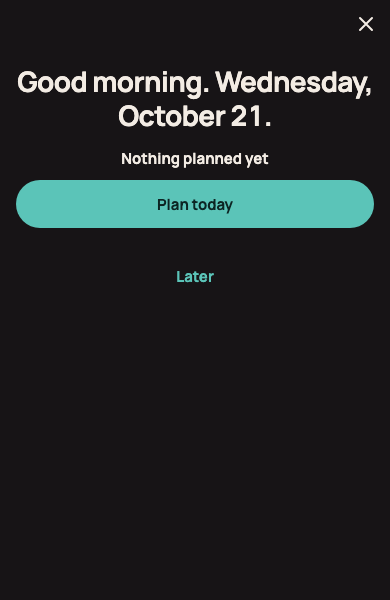 Good morning. Wednesday,
October 21.
Nothing planned yet
Plan today
Later